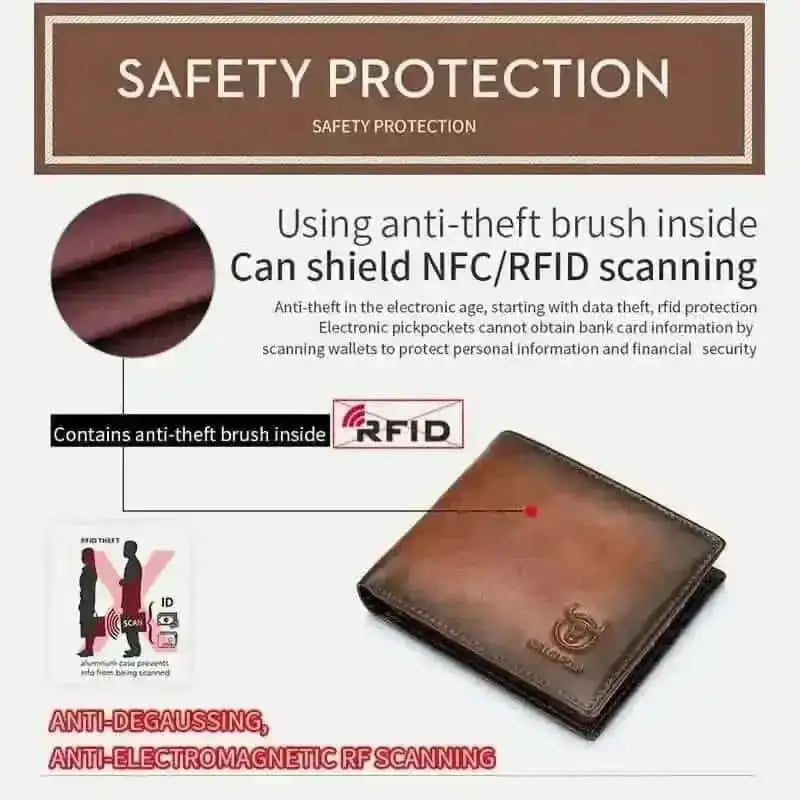 SAFETY PROTECTION
SAFETY PROTECTION
Using anti-theft brush inside
Can shield NFC/RFID scanning
Anti-theft in the electronic age, starting with data theft, rfid protection
Electronic pickpockets cannot obtain bank card information by
scanning wallets to protect personal information and financial security
Contains anti-theft brush inside
RFID
RFID THEFT
ID
SCAN
aluminium case prevents
info from being scanned
ANTI-DEGAUSSING,
ANTI-ELECTROMAGNETIC RF SCANNING